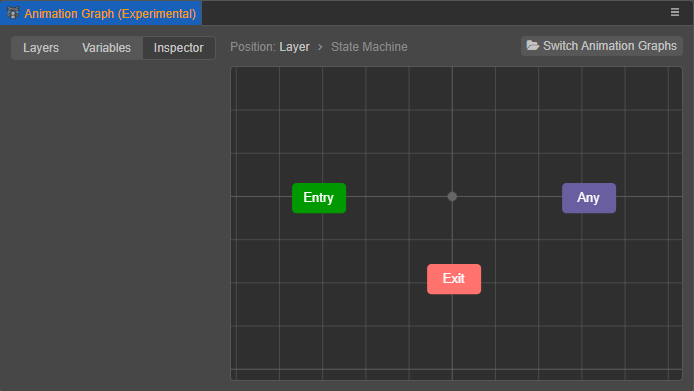 Animation Graph (Experimental)
Layers Variables Inspector
Position: Layer > State Machine
Switch Animation Graphs
Entry
Any
Exit